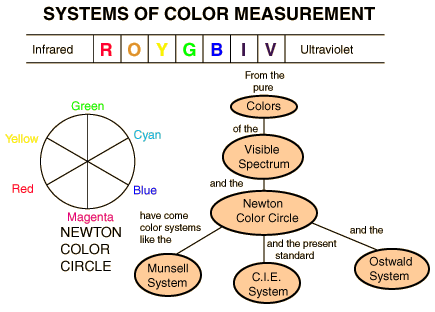 SYSTEMS OF COLOR MEASUREMENT
Infrared R O Y G B I V Ultraviolet
From the
pure
Colors
of the
Visible
Spectrum
and the
Newton
Color Circle
have come
color systems
like the
and the present
standard
and the
Munsell
System
C.I.E.
System
Ostwald
System
Green
Yellow
Cyan
Red
Blue
Magenta
NEWTON
COLOR
CIRCLE